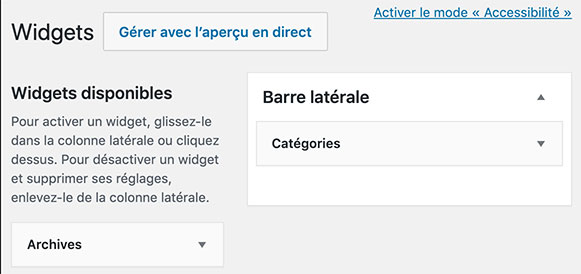 Activer le mode « Accessibilité »
Widgets
Gérer avec l’aperçu en direct
Widgets disponibles
Pour activer un widget, glissez-le
dans la colonne latérale ou cliquez
dessus. Pour désactiver un widget
et supprimer ses réglages,
enlevez-le de la colonne latérale.
Archives
Barre latérale
Catégories